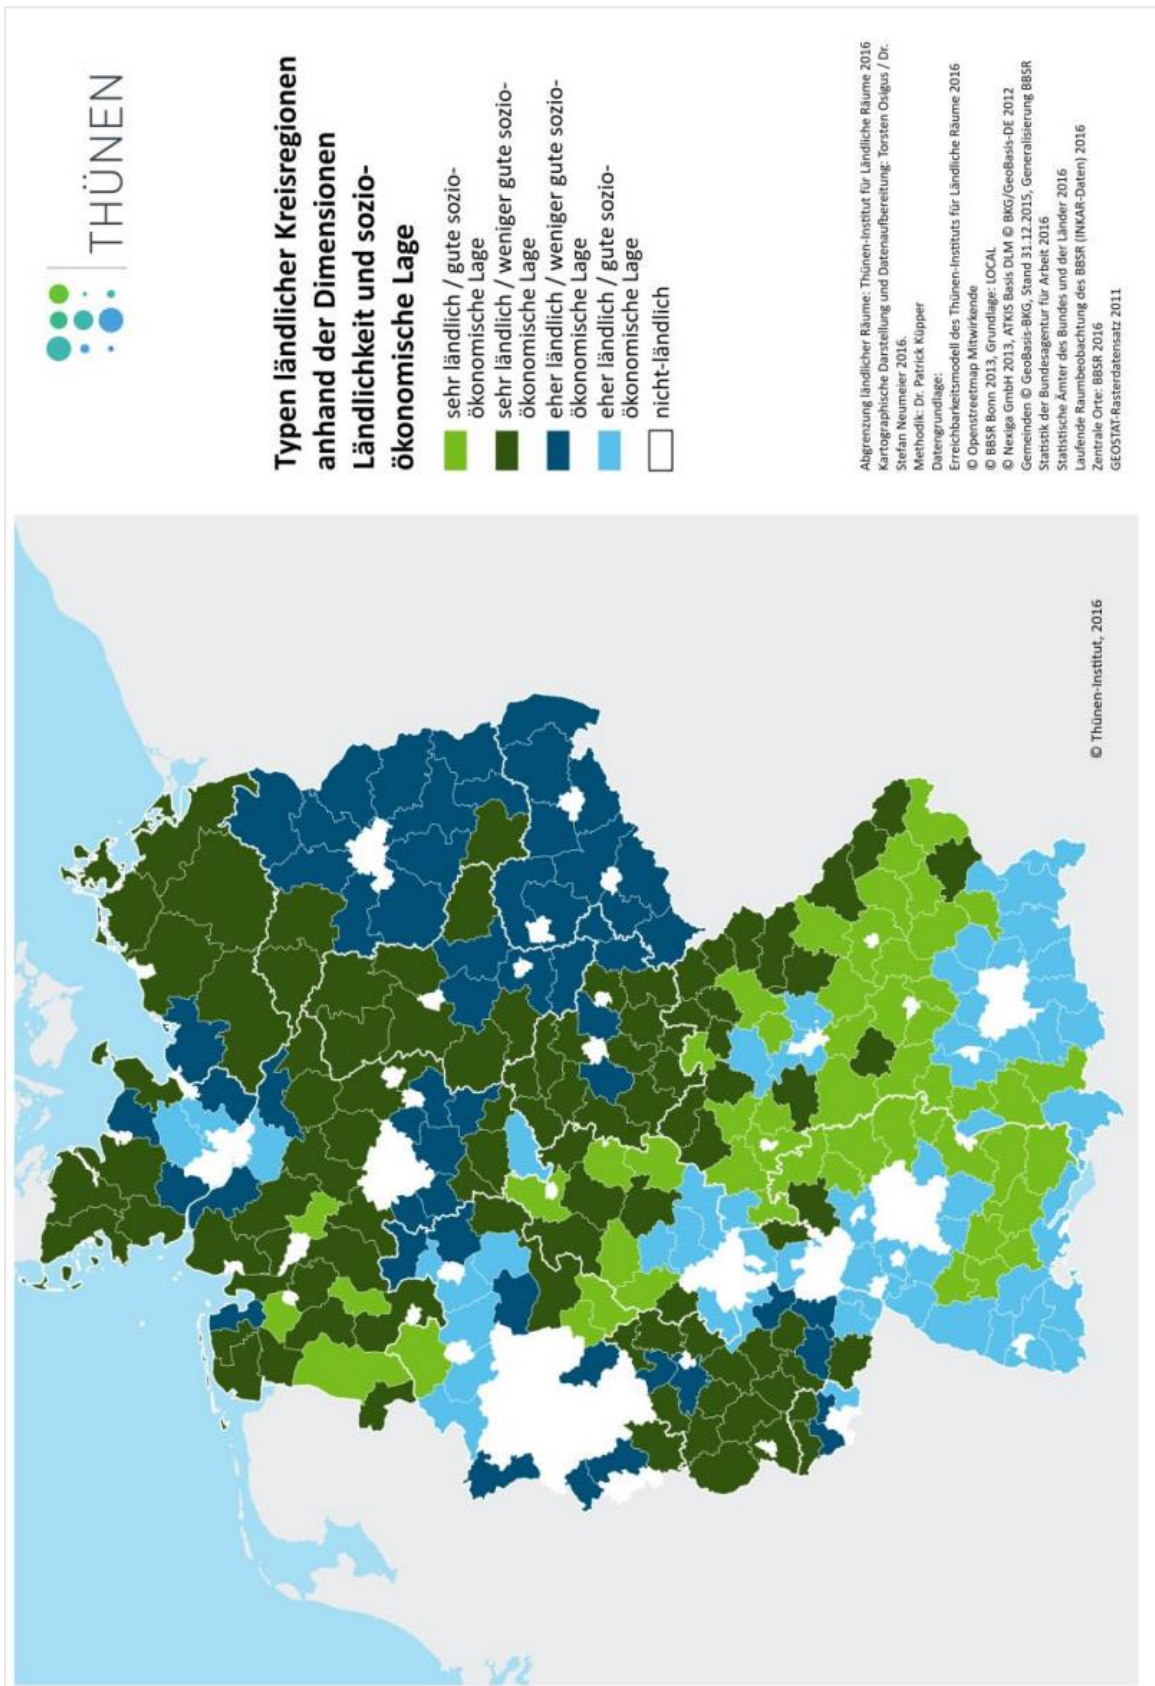 THÜNEN
Typen ländlicher Kreisregionen
anhand der Dimensionen
Ländlichkeit und sozio-
ökonomische Lage
sehr ländlich / gute sozio-
ökonomische Lage
sehr ländlich / weniger gute sozio-
ökonomische Lage
eher ländlich / weniger gute sozio-
ökonomische Lage
eher ländlich / gute sozio-
ökonomische Lage
nicht-ländlich
Abgrenzung ländlicher Räume: Thünen-Institut für Ländliche Räume 2016
Kartographische Darstellung und Datenaufbereitung: Torsten Osigus / Dr.
Stefan Neumeier 2016.
Methodik: Dr. Patrick Küpper
Datengrundlage:
Erreichbarkeitsmodell des Thünen-Instituts für Ländliche Räume 2016
© Openstreetmap Mitwirkende
© BBSR Bonn 2013, Grundlage: LOCAL
© Nexiga GmbH 2013, ATKIS Basis DLM © BKG/GeoBasis-DE 2012
Gemeinden © GeoBasis-BKG, Stand 31.12.2015, Generalisierung BBSR
Statistik der Bundesagentur für Arbeit 2016
Statistische Ämter des Bundes und der Länder 2016
Laufende Raumbeobachtung des BBSR (INKAR-Daten) 2016
Zentrale Orte: BBSR 2016
GEOSTAT-Rasterdatensatz 2011
© Thünen-Institut, 2016